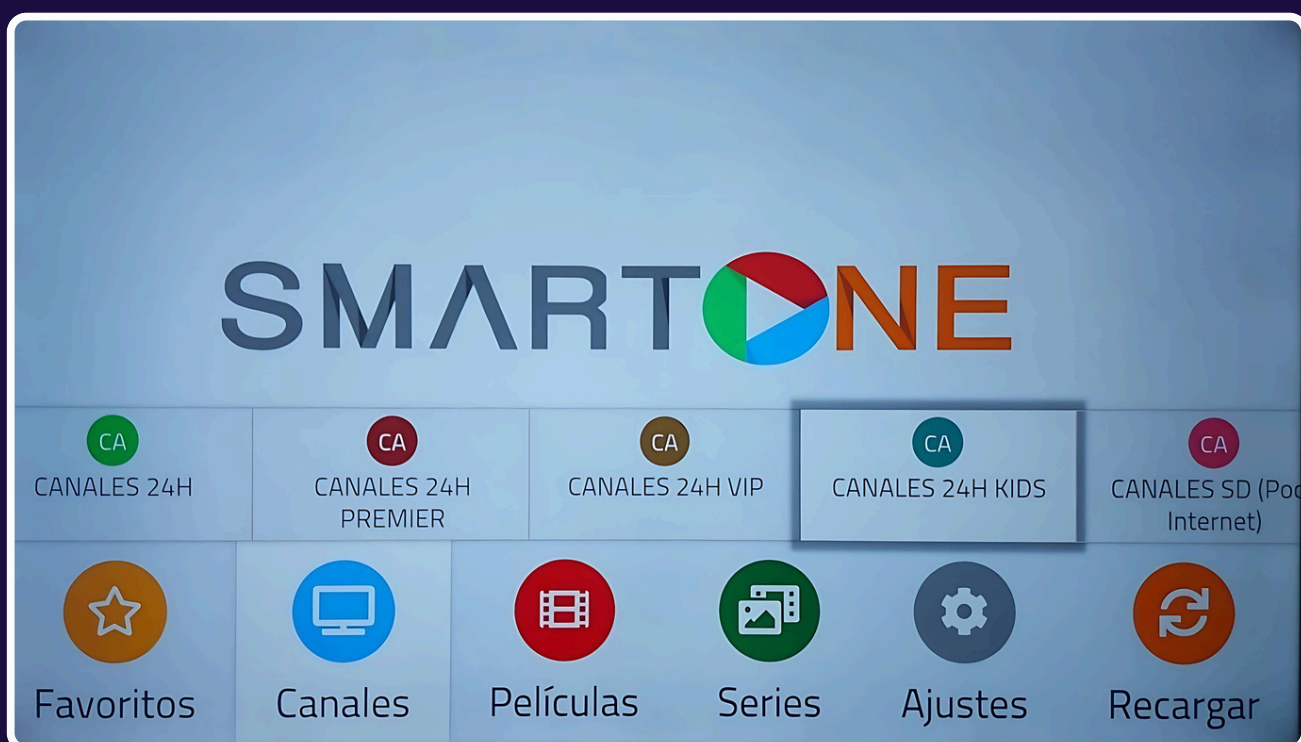 SMARTONE
CA
CANALES 24H
CA
CANALES 24H
PREMIER
CA
CANALES 24H VIP
CA
CANALES 24H KIDS
CA
CANALES SD (Poc
Internet)
Favoritos
Canales
Películas
Series
Ajustes
Recargar